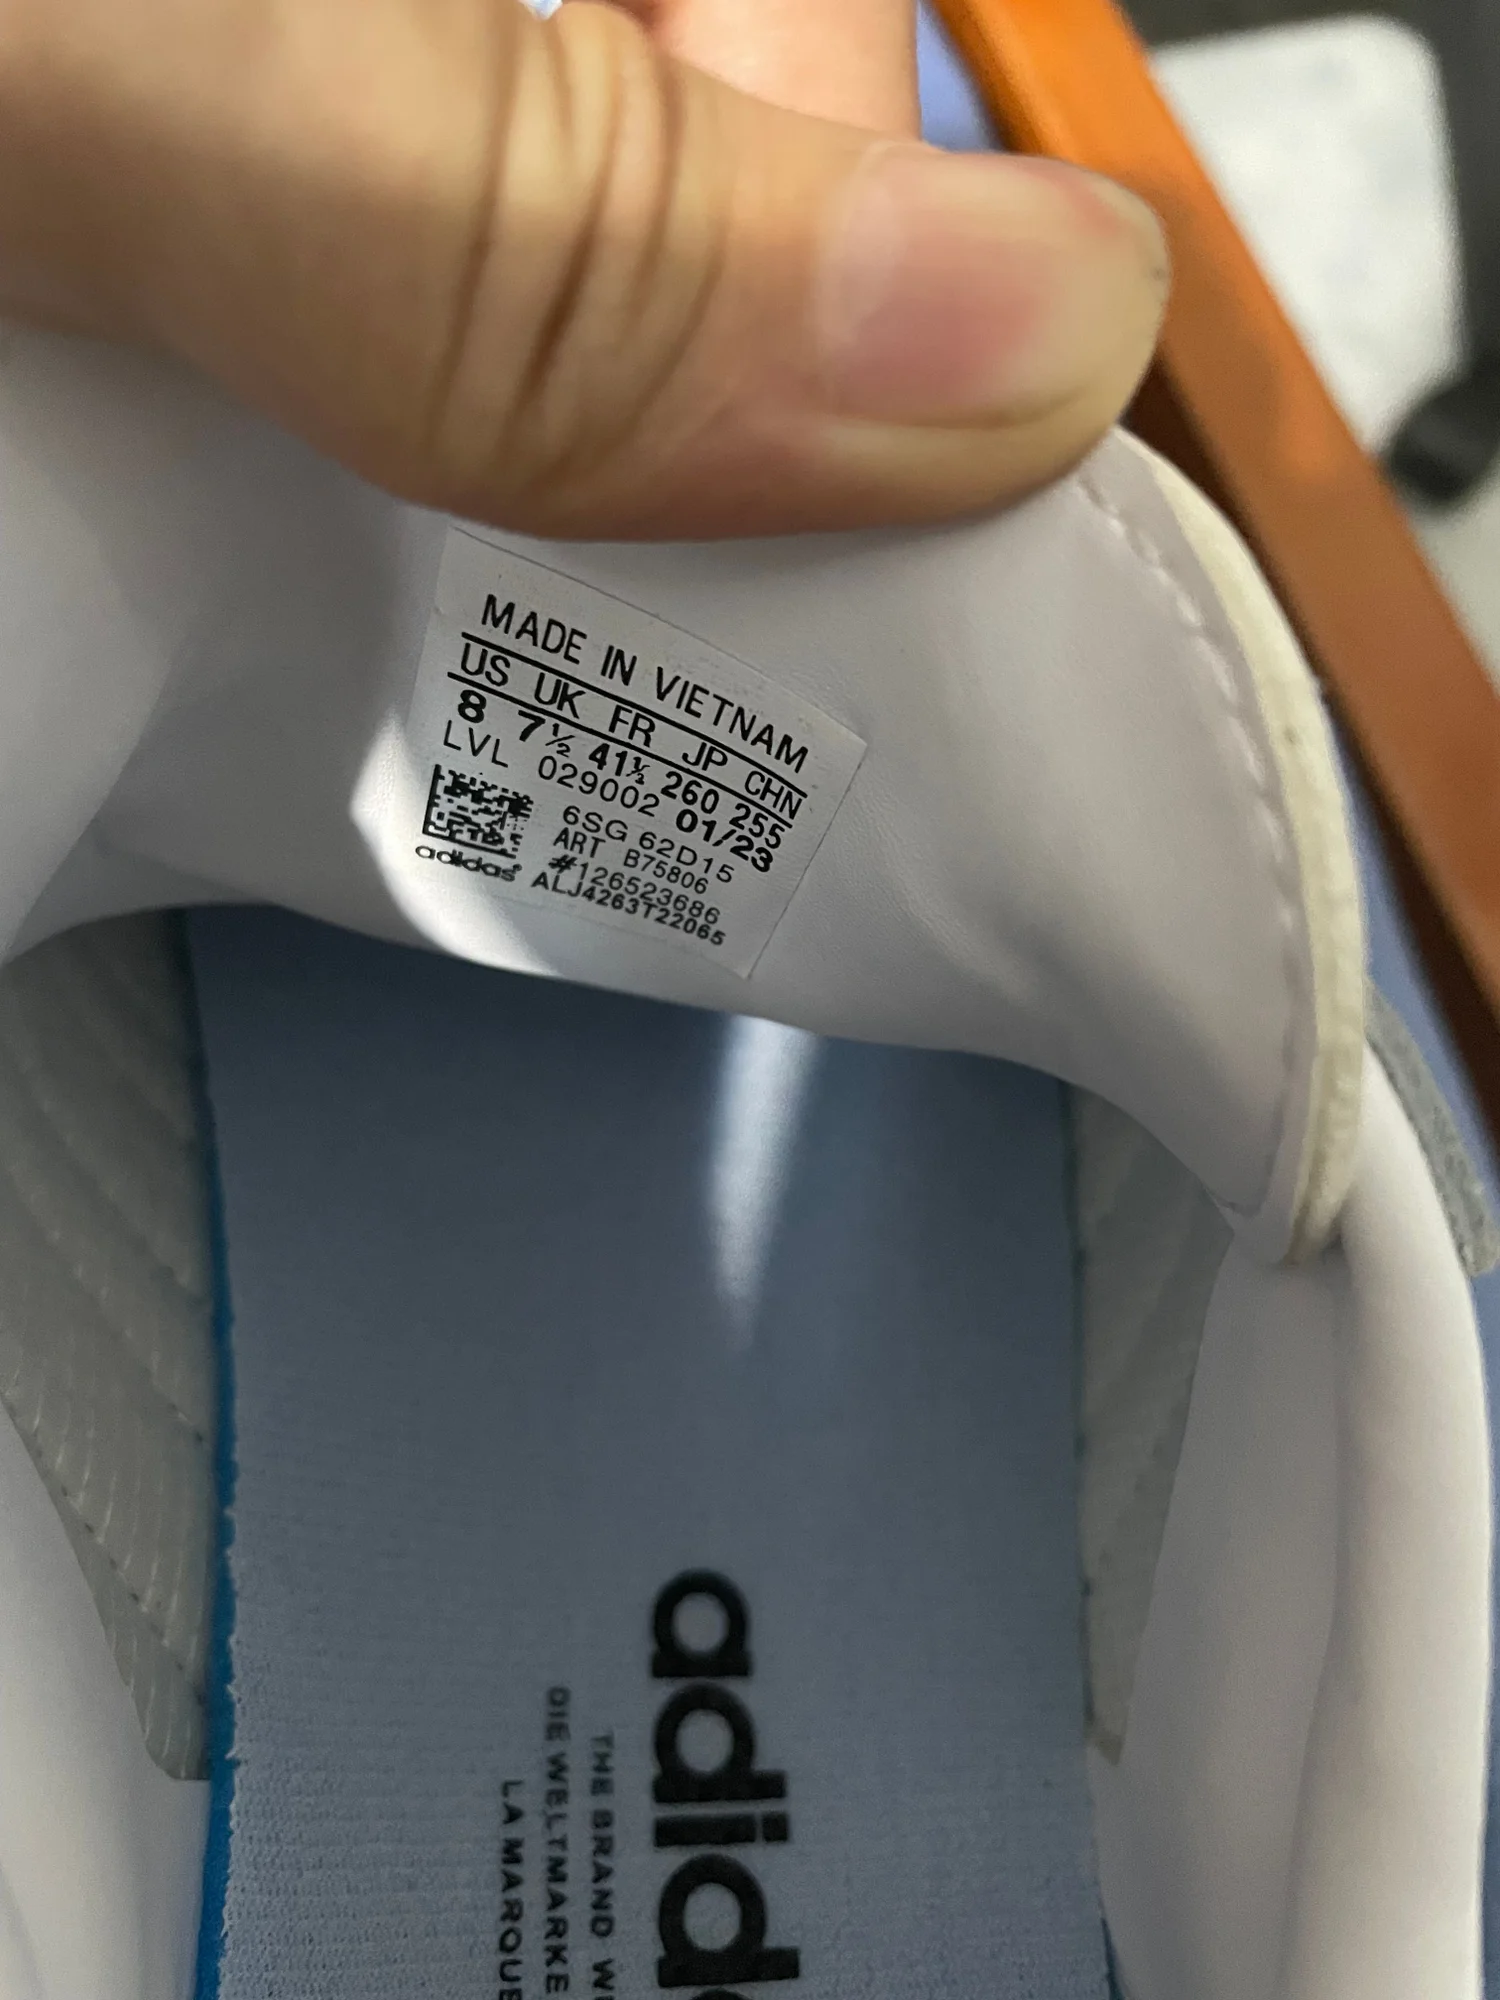 MADE IN VIETNAM
US UK FR JP CHN
8 7½ 41⅓ 260 255
LVL 029002 01/23
6SG 62D15
ART B75806
#126523686
adidas ALJ4263T22065
adidas
THE BRAND
DIE WELTMARKE
LA MARQUE